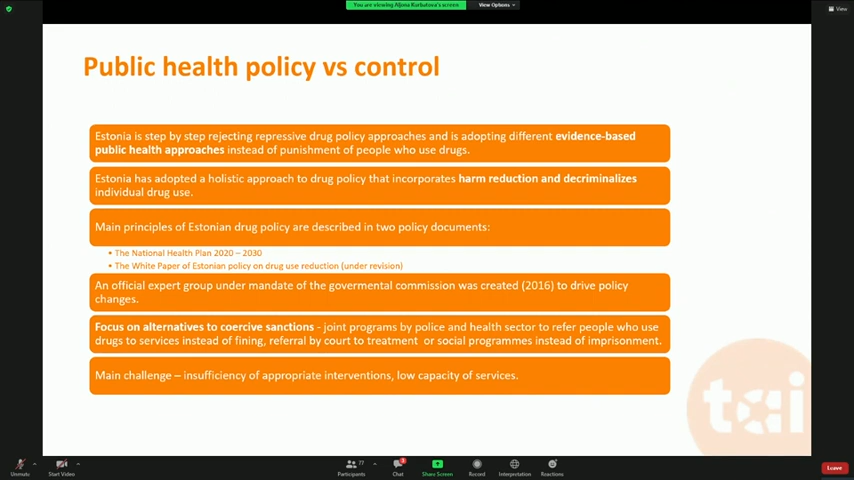 You are viewing Aljona Kurbatova's screen
View Options
View
Public health policy vs control
Estonia is step by step rejecting repressive drug policy approaches and is adopting different evidence-based
public health approaches instead of punishment of people who use drugs.
Estonia has adopted a holistic approach to drug policy that incorporates harm reduction and decriminalizes
individual drug use.
Main principles of Estonian drug policy are described in two policy documents:
• The National Health Plan 2020 – 2030
• The White Paper of Estonian policy on drug use reduction (under revision)
An official expert group under mandate of the govermental commission was created (2016) to drive policy
changes.
Focus on alternatives to coercive sanctions - joint programs by police and health sector to refer people who use
drugs to services instead of fining, referral by court to treatment or social programmes instead of imprisonment.
Main challenge – insufficiency of appropriate interventions, low capacity of services.
tai
Unmute
Start Video
77
Participants
Chat
Share Screen
Record
Interpretation
Reactions
Leave